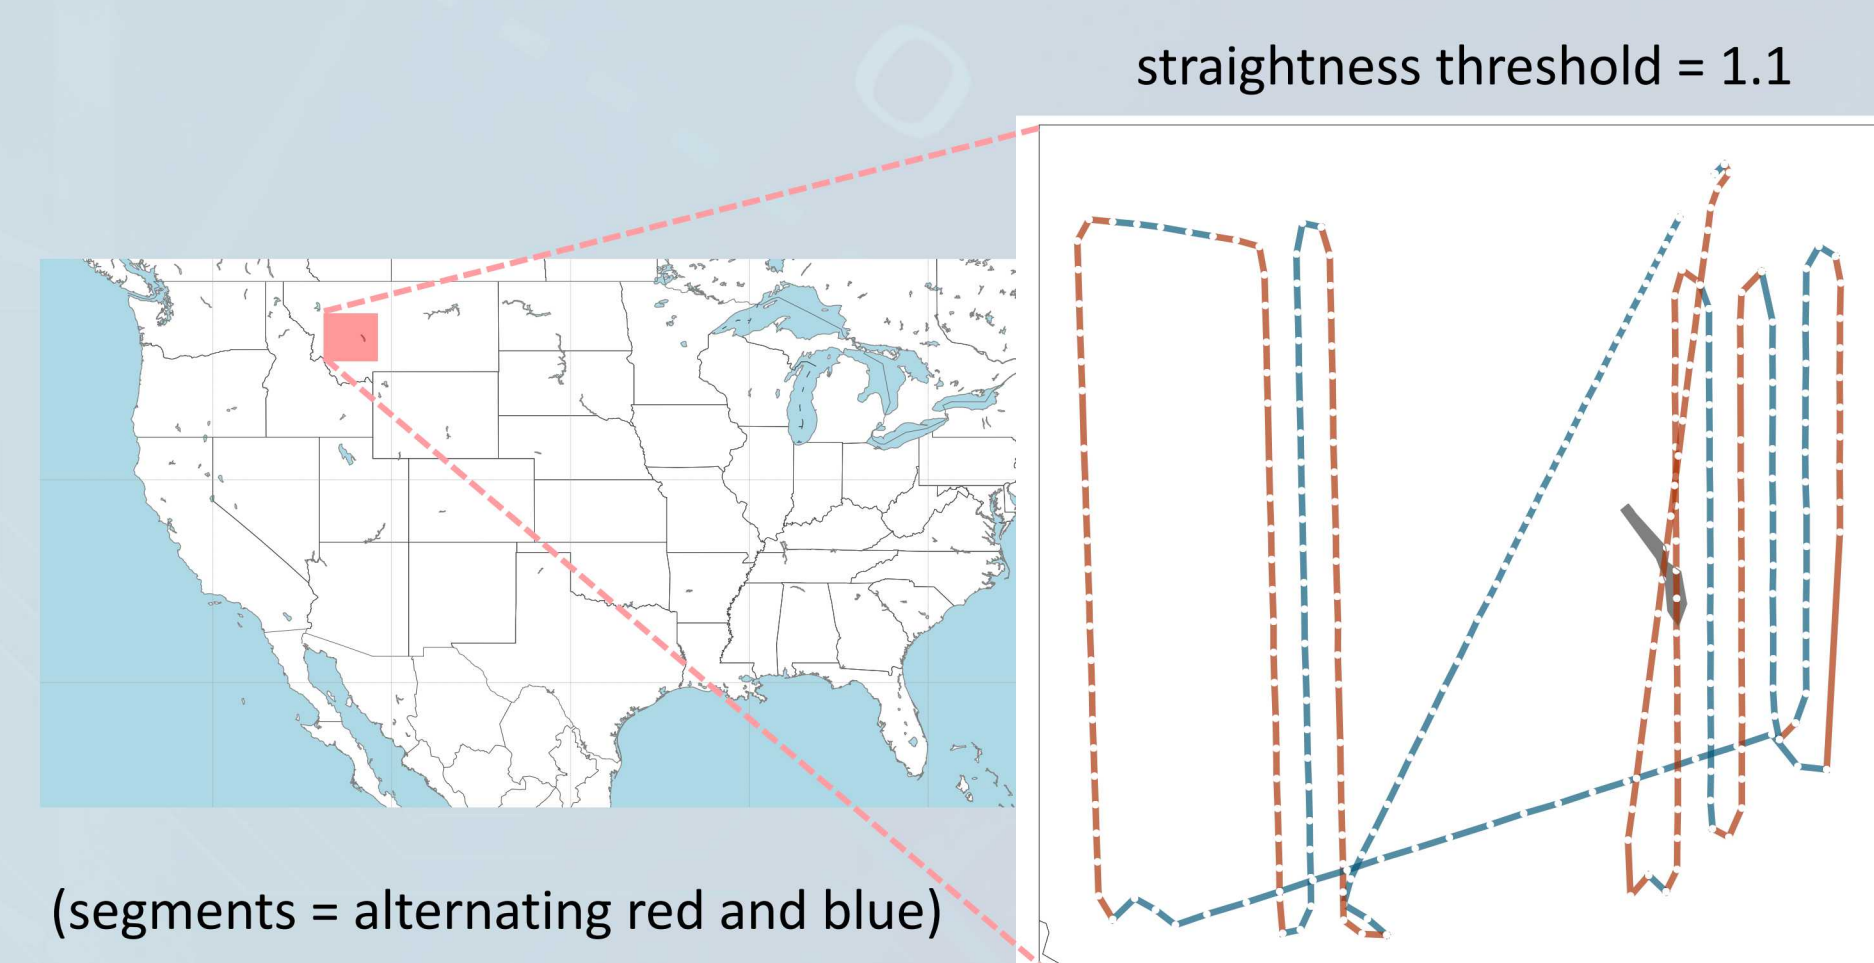 straightness threshold = 1.1
(segments = alternating red and blue)